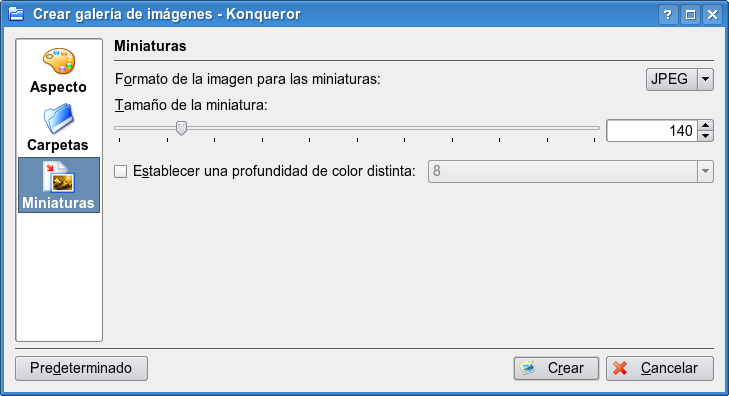 Crear galería de imágenes - Konqueror
Aspecto
Carpetas
Miniaturas
Miniaturas
Formato de la imagen para las miniaturas: JPEG
Tamaño de la miniatura:
140
Establecer una profundidad de color distinta: 8
Predeterminado Crear Cancelar